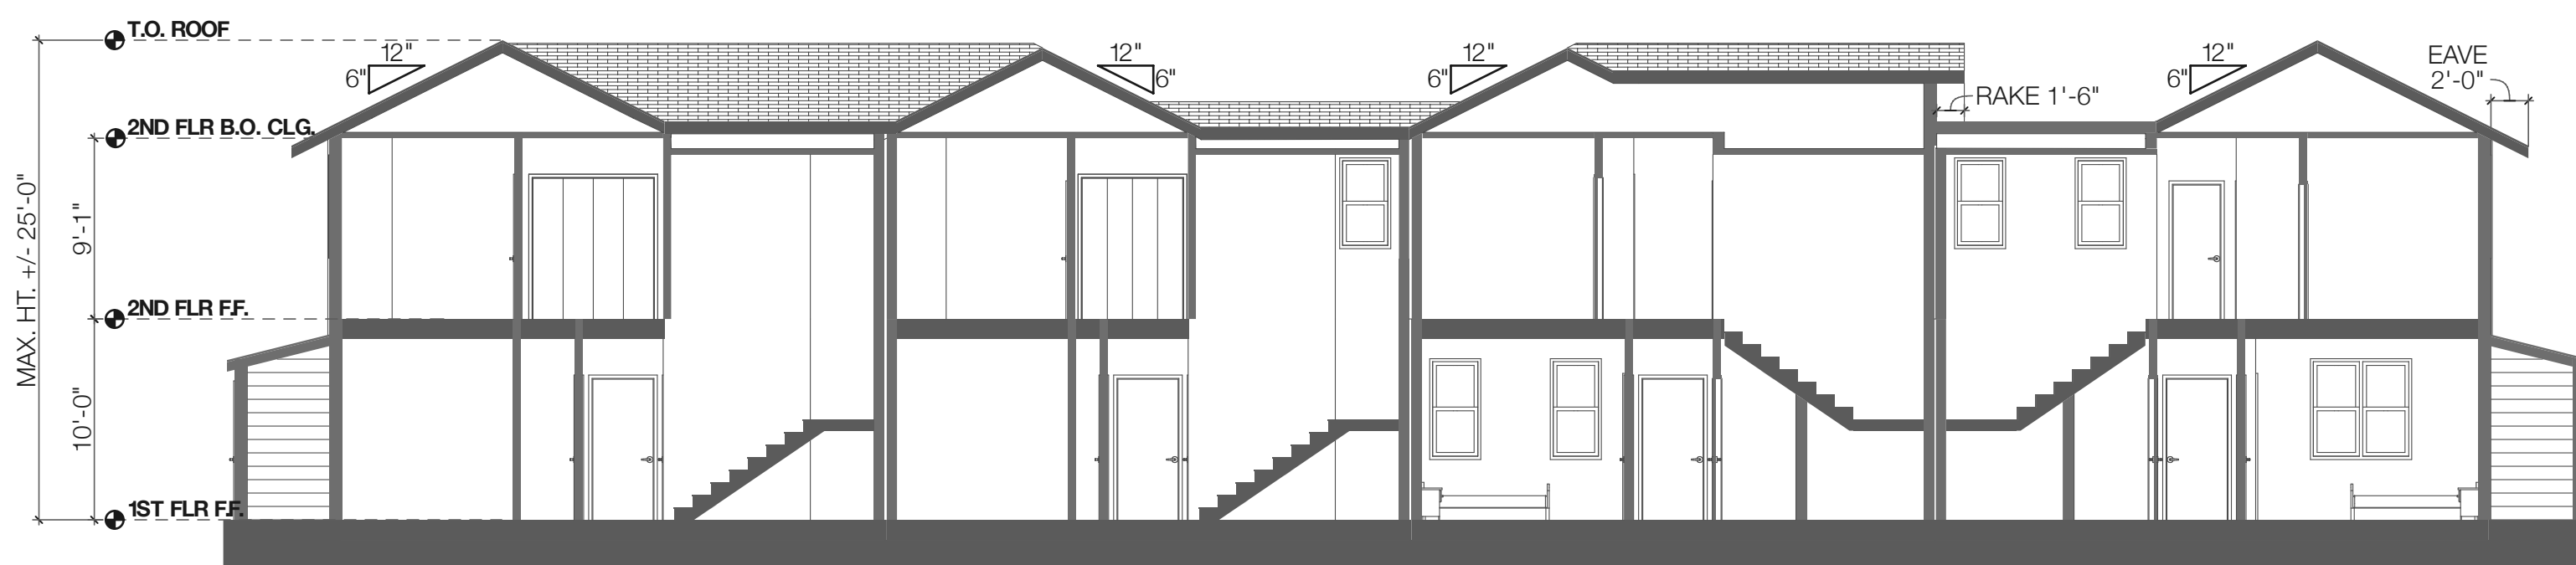 T.O. ROOF
12"
6"
12"
6"
12"
6"
12"
6"
EAVE
2'-0"
RAKE 1'-6"
2ND FLR B.O. CLG.
MAX. HT. +/- 25'-0"
9'-1"
2ND FLR F.F.
10'-0"
1ST FLR F.F.